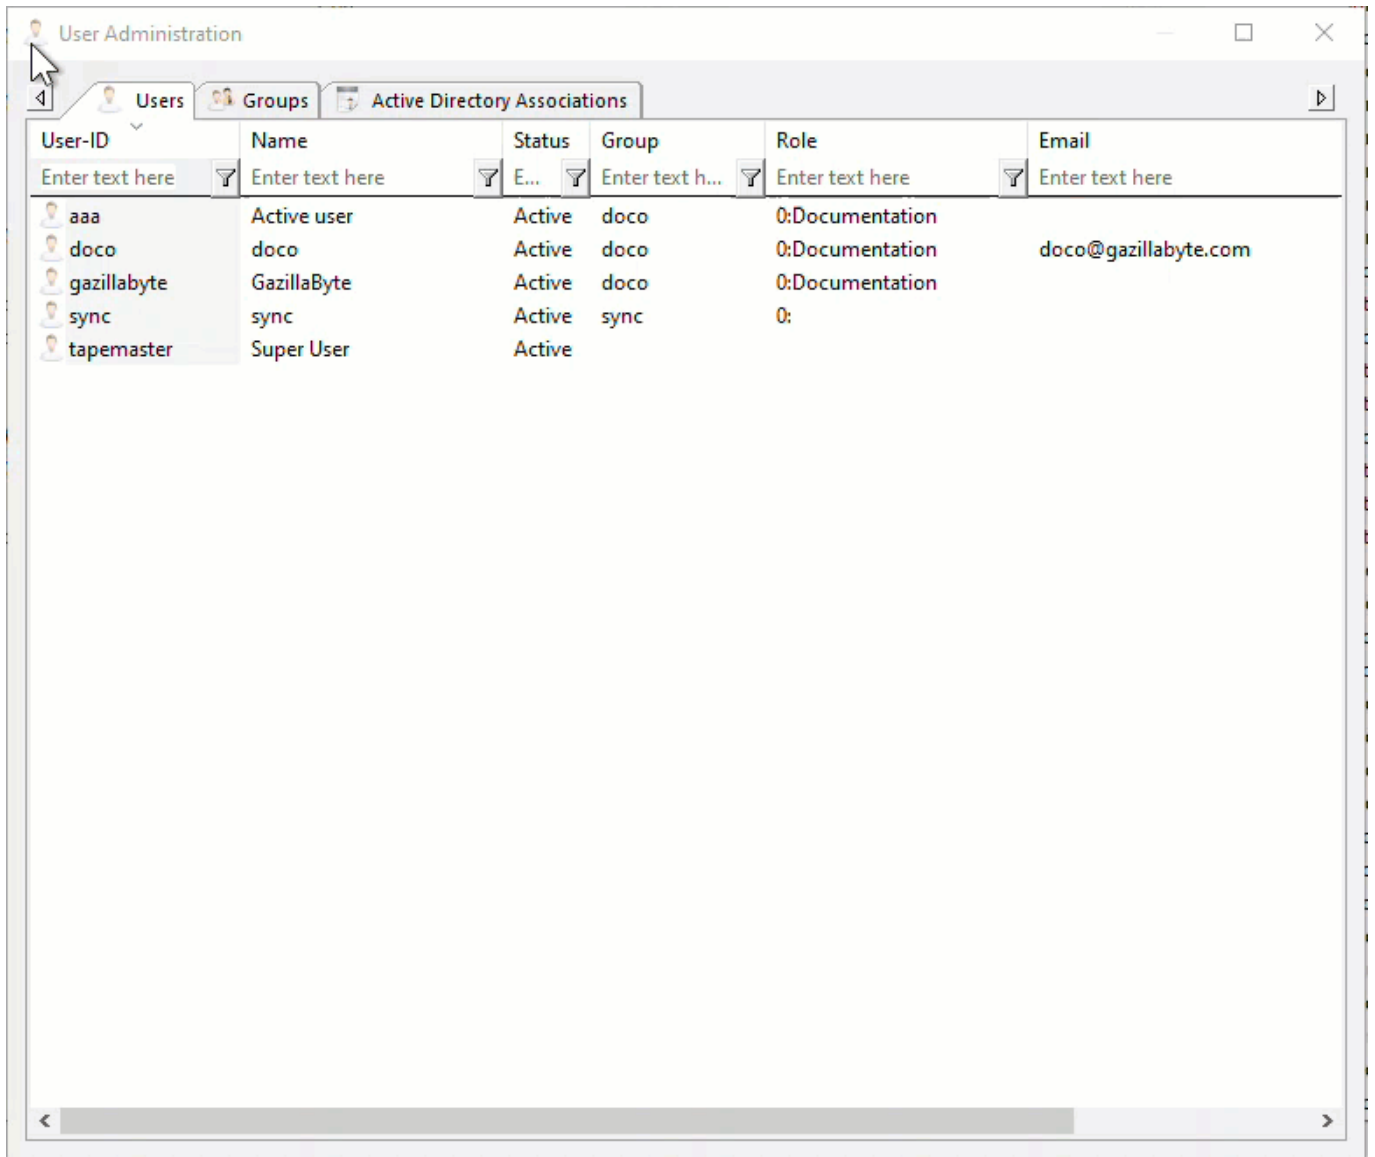 User Administration
Users Groups Active Directory Associations
User-ID Name Status Group Role Email
Enter text here Enter text here E... Enter text h... Enter text here Enter text here
aaa Active user Active doco 0:Documentation
doco doco Active doco 0:Documentation doco@gazillabyte.com
gazillabyte GazillaByte Active doco 0:Documentation
sync sync Active sync 0:
tapemaster Super User Active